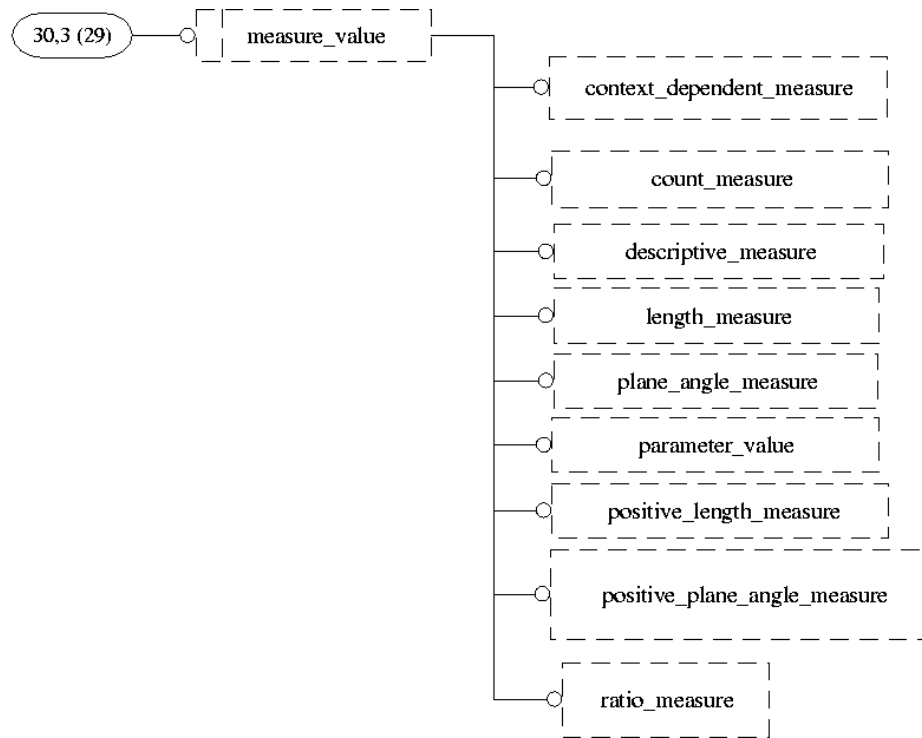 30,3 (29)
measure_value
context_dependent_measure
count_measure
descriptive_measure
length_measure
plane_angle_measure
parameter_value
positive_length_measure
positive_plane_angle_measure
ratio_measure